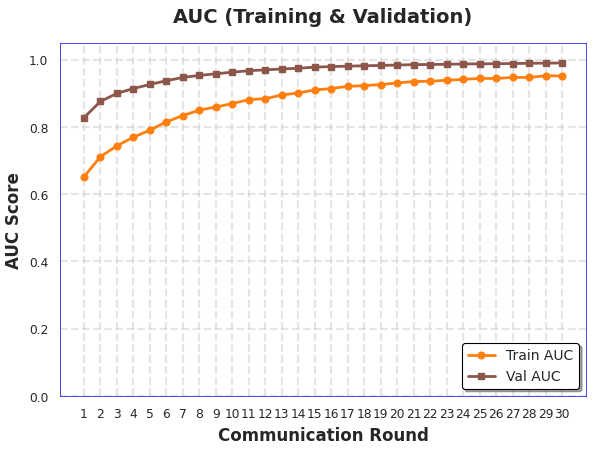 AUC (Training & Validation)
AUC Score
1.0
0.8
0.6
0.4
0.2
0.0
Train AUC
Val AUC
1 2 3 4 5 6 7 8 9 10 11 12 13 14 15 16 17 18 19 20 21 22 23 24 25 26 27 28 29 30
Communication Round